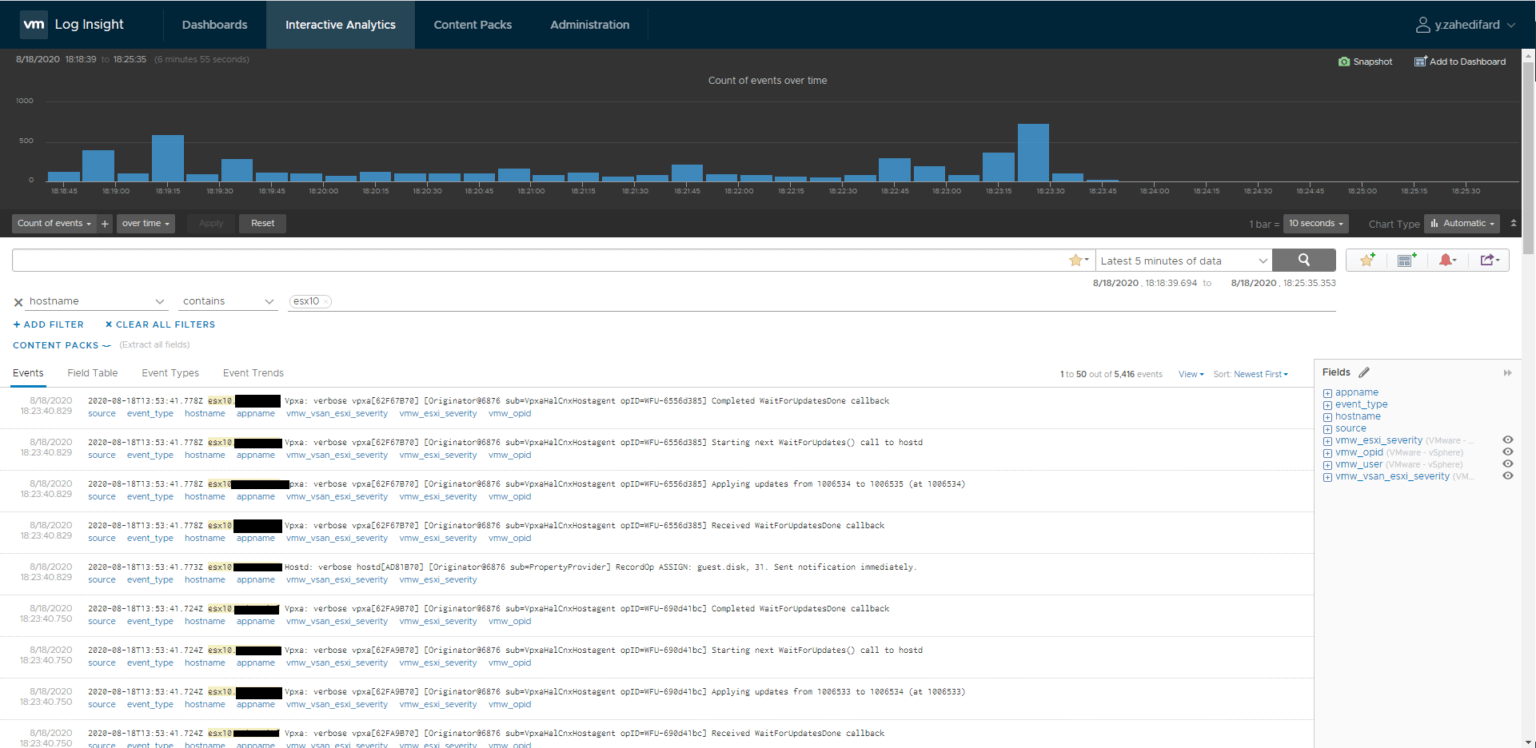 vm Log Insight Dashboards Interactive Analytics Content Packs Administration y.zahedifard
8/18/2020 18:18:39 to 18:25:35 (6 minutes 55 seconds) Snapshot Add to Dashboard
Count of events over time
1000
500
0
18:18:45 18:19:00 18:19:15 18:19:30 18:19:45 18:20:00 18:20:15 18:20:30 18:20:45 18:21:00 18:21:15 18:21:30 18:21:45 18:22:00 18:22:15 18:22:30 18:22:45 18:23:00 18:23:15 18:23:30 18:23:45 18:24:00 18:24:15 18:24:30 18:24:45 18:25:00 18:25:15 18:25:30
Count of events + over time Apply Reset 1 bar = 10 seconds Chart Type Automatic
Latest 5 minutes of data
8/18/2020 , 18:18:39.694 to 8/18/2020 , 18:25:35.353
× hostname contains esx10 ×
+ ADD FILTER × CLEAR ALL FILTERS
CONTENT PACKS (Extract all fields)
Events Field Table Event Types Event Trends 1 to 50 out of 5,416 events View Sort: Newest First
8/18/2020 18:23:40.829 2020-08-18T13:53:41.778Z esx10. Vpxa: verbose vpxa[62F67B70] [Originator@6876 sub=VpxaHalCnxHostagent opID=WFU-6556d385] Completed WaitForUpdatesDone callback
source event_type hostname appname vmw_vsan_esxi_severity vmw_esxi_severity vmw_opid
8/18/2020 18:23:40.829 2020-08-18T13:53:41.778Z esx10. Vpxa: verbose vpxa[62F67B70] [Originator@6876 sub=VpxaHalCnxHostagent opID=WFU-6556d385] Starting next WaitForUpdates() call to hostd
source event_type hostname appname vmw_vsan_esxi_severity vmw_esxi_severity vmw_opid
8/18/2020 18:23:40.829 2020-08-18T13:53:41.778Z esx10 pxa: verbose vpxa[62F67B70] [Originator@6876 sub=VpxaHalCnxHostagent opID=WFU-6556d385] Applying updates from 1006534 to 1006535 (at 1006534)
source event_type hostname appname vmw_vsan_esxi_severity vmw_esxi_severity vmw_opid
8/18/2020 18:23:40.829 2020-08-18T13:53:41.778Z esx10 Vpxa: verbose vpxa[62F67B70] [Originator@6876 sub=VpxaHalCnxHostagent opID=WFU-6556d385] Received WaitForUpdatesDone callback
source event_type hostname appname vmw_vsan_esxi_severity vmw_esxi_severity vmw_opid
8/18/2020 18:23:40.829 2020-08-18T13:53:41.773Z esx10 Hostd: verbose hostd[AD81B70] [Originator@6876 sub=PropertyProvider] RecordOp ASSIGN: guest.disk, 31. Sent notification immediately.
source event_type hostname appname vmw_vsan_esxi_severity vmw_esxi_severity
8/18/2020 18:23:40.750 2020-08-18T13:53:41.724Z esx10. Vpxa: verbose vpxa[62FA9B70] [Originator@6876 sub=VpxaHalCnxHostagent opID=WFU-690d41bc] Completed WaitForUpdatesDone callback
source event_type hostname appname vmw_vsan_esxi_severity vmw_esxi_severity vmw_opid
8/18/2020 18:23:40.750 2020-08-18T13:53:41.724Z esx10. Vpxa: verbose vpxa[62FA9B70] [Originator@6876 sub=VpxaHalCnxHostagent opID=WFU-690d41bc] Starting next WaitForUpdates() call to hostd
source event_type hostname appname vmw_vsan_esxi_severity vmw_esxi_severity vmw_opid
8/18/2020 18:23:40.750 2020-08-18T13:53:41.724Z esx10. Vpxa: verbose vpxa[62FA9B70] [Originator@6876 sub=VpxaHalCnxHostagent opID=WFU-690d41bc] Applying updates from 1006533 to 1006534 (at 1006533)
source event_type hostname appname vmw_vsan_esxi_severity vmw_esxi_severity vmw_opid
8/18/2020 18:23:40.750 2020-08-18T13:53:41.724Z esx10. Vpxa: verbose vpxa[62FA9B70] [Originator@6876 sub=VpxaHalCnxHostagent opID=WFU-690d41bc] Received WaitForUpdatesDone callback
source event_type hostname appname vmw_vsan_esxi_severity vmw_esxi_severity vmw_opid
Fields
appname
event_type
hostname
source
vmw_esxi_severity (VMware - ...
vmw_opid (VMware - vSphere)
vmw_user (VMware - vSphere)
vmw_vsan_esxi_severity (VM...